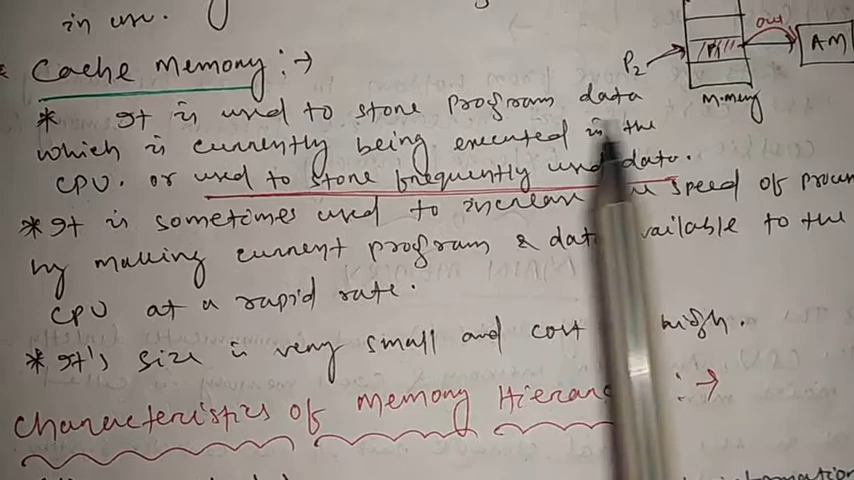 in use.
Cache Memory :→
* It is used to store program data
which is currently being executed in the
CPU. or used to store frequently used data.
* It is sometimes used to increase speed of
by making current program & data available to the
CPU at a rapid rate.
* It's size is very small and cost high.
Characteristics of Memory :→
out
P2
AM
M.memy